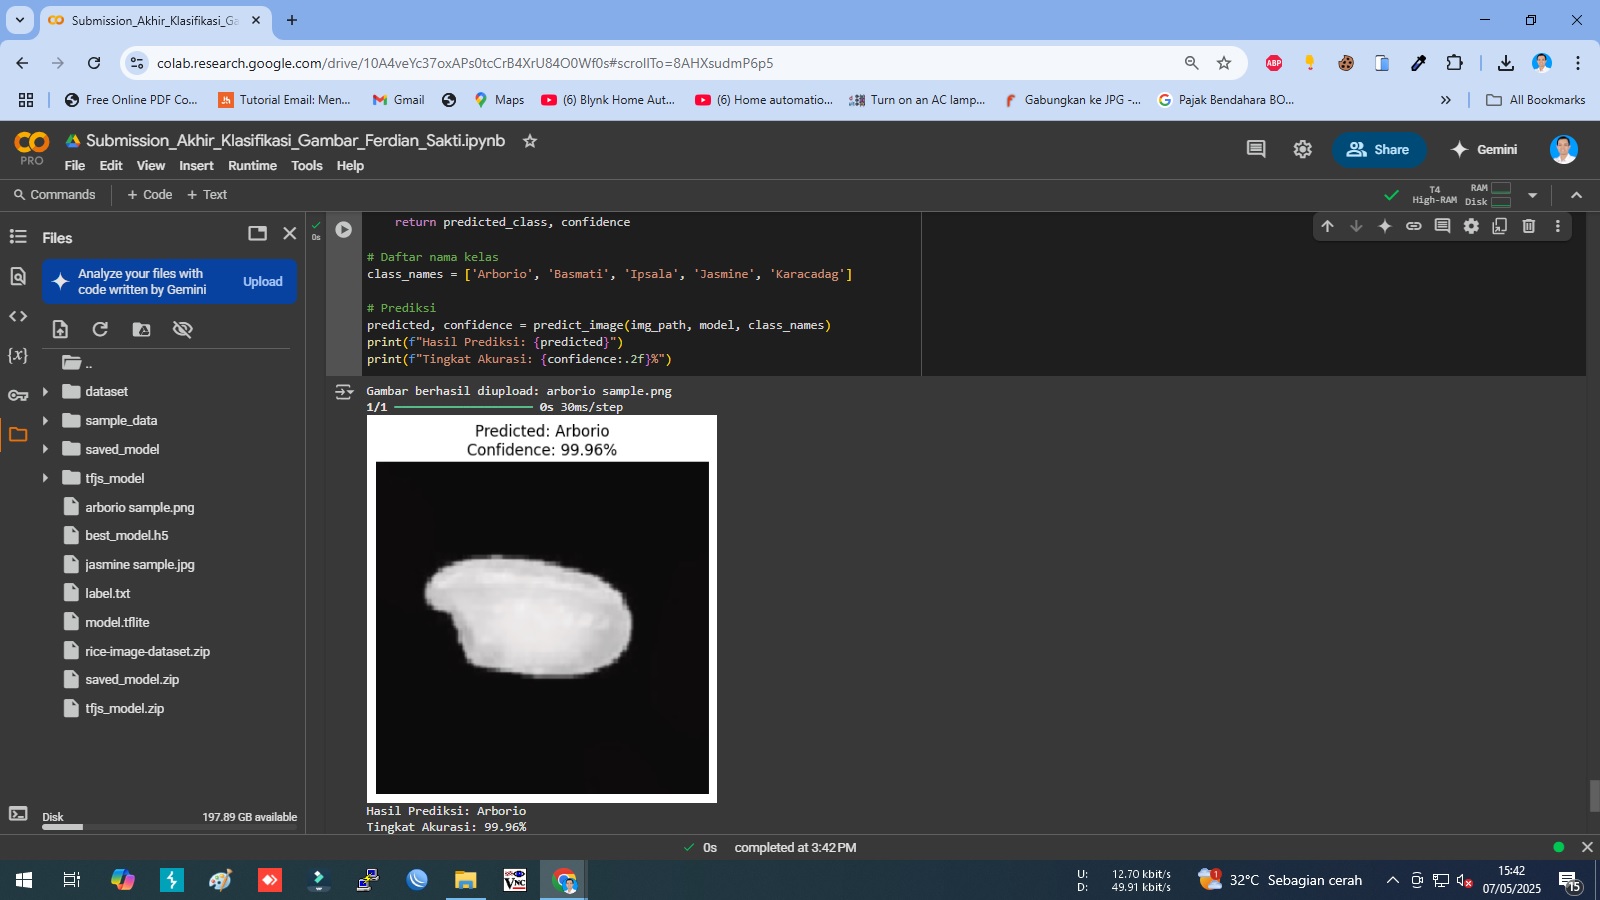 Submission_Akhir_Klasifikasi_Ga
colab.research.google.com/drive/10A4veYc37oxAPs0tcCrB4XrU84O0Wf0s#scrollTo=8AHXsudmP6p5
ABP
Free Online PDF Co...
Tutorial Email: Men...
Gmail
Maps
(6) Blynk Home Aut...
(6) Home automatio...
Turn on an AC lamp...
Gabungkan ke JPG -...
Pajak Bendahara BO...
All Bookmarks
PRO
Submission_Akhir_Klasifikasi_Gambar_Ferdian_Sakti.ipynb
File Edit View Insert Runtime Tools Help
Share
Gemini
Commands
+ Code + Text
T4
High-RAM
RAM
Disk
Files
Analyze your files with
code written by Gemini
Upload
..
dataset
sample_data
saved_model
tfjs_model
arborio sample.png
best_model.h5
jasmine sample.jpg
label.txt
model.tflite
rice-image-dataset.zip
saved_model.zip
tfjs_model.zip
Disk
197.89 GB available
0s
return predicted_class, confidence
# Daftar nama kelas
class_names = ['Arborio', 'Basmati', 'Ipsala', 'Jasmine', 'Karacadag']
# Prediksi
predicted, confidence = predict_image(img_path, model, class_names)
print(f"Hasil Prediksi: {predicted}")
print(f"Tingkat Akurasi: {confidence:.2f}%")
Gambar berhasil diupload: arborio sample.png
1/1 0s 30ms/step
Predicted: Arborio
Confidence: 99.96%
Hasil Prediksi: Arborio
Tingkat Akurasi: 99.96%
0s completed at 3:42 PM
VNC
U: 12.70 kbit/s
D: 49.91 kbit/s
1
32°C Sebagian cerah
15:42
07/05/2025
15